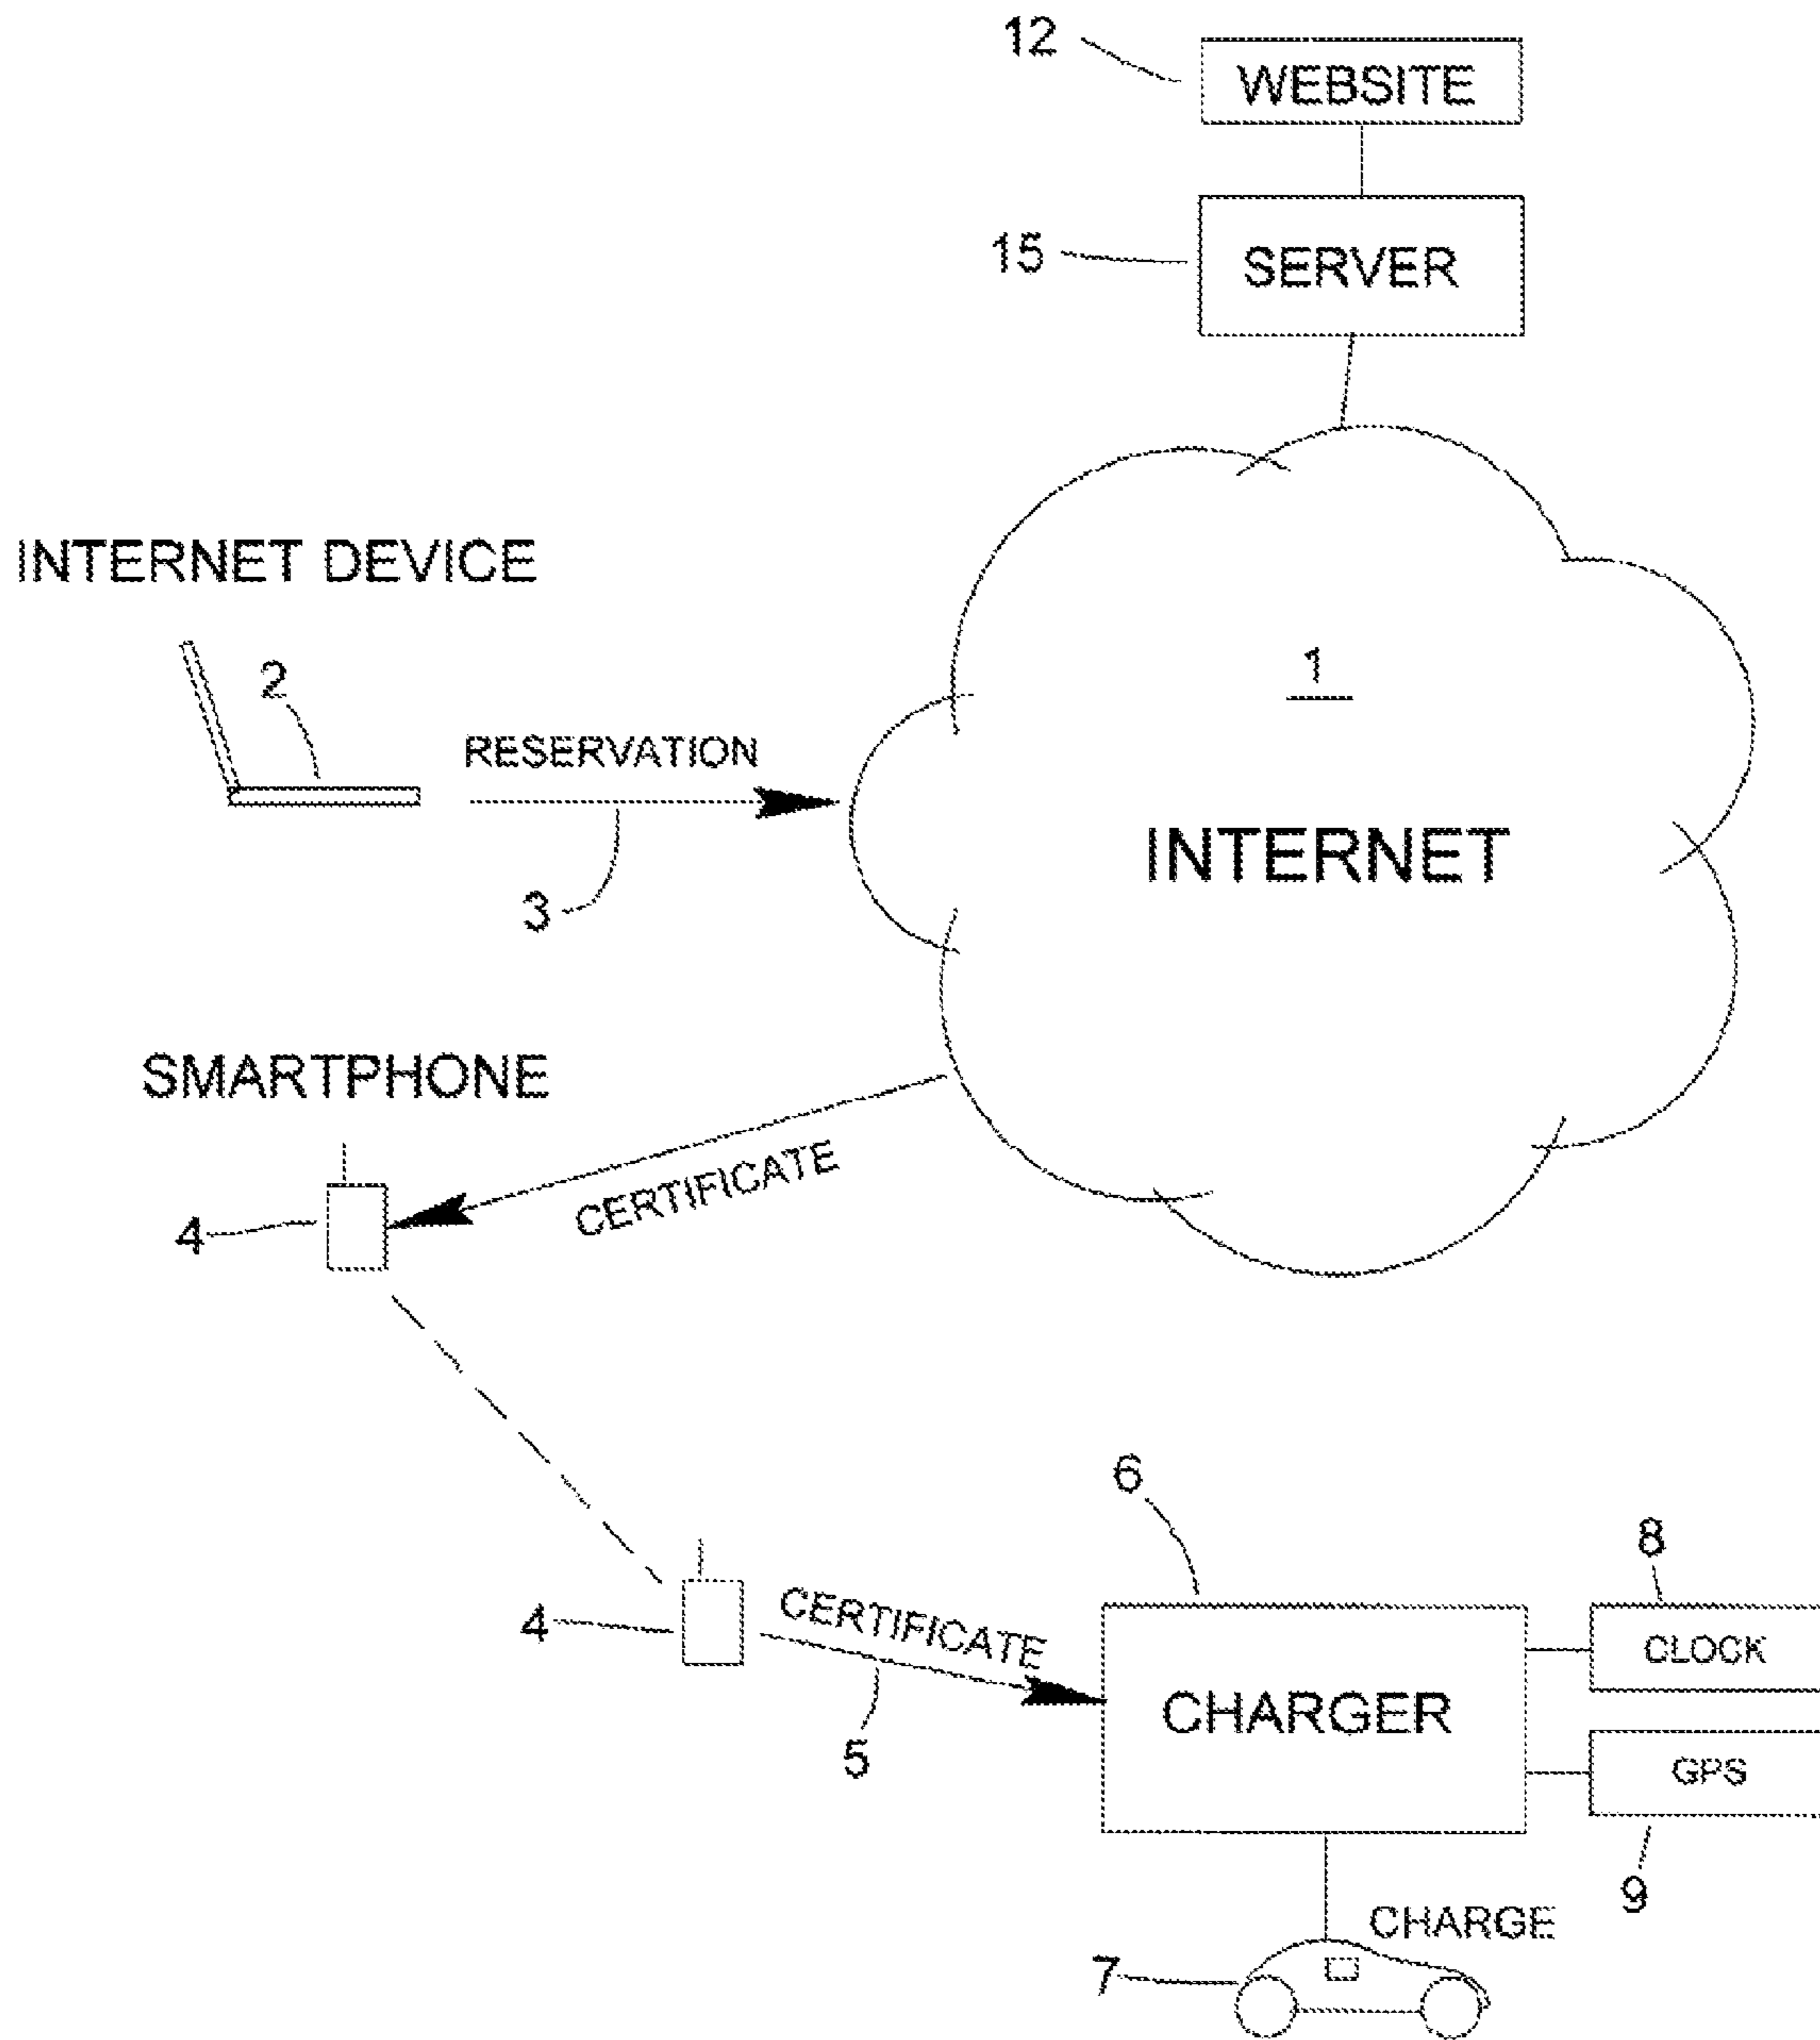 12
WEBSITE
15
SERVER
INTERNET DEVICE
2
RESERVATION
3
1
INTERNET
SMARTPHONE
4
CERTIFICATE
6
8
4
CERTIFICATE
5
CHARGER
CLOCK
GPS
9
CHARGE
7